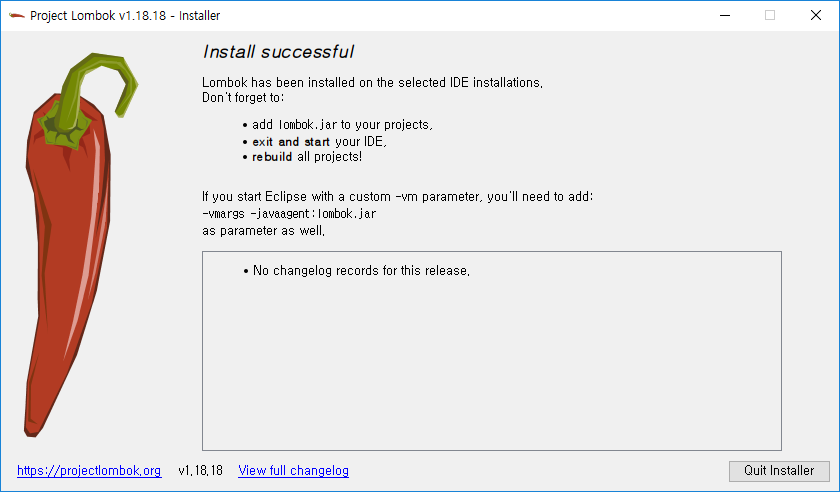 Project Lombok v1.18.18 - Installer
Install successful
Lombok has been installed on the selected IDE installations.
Don't forget to:
• add lombok.jar to your projects,
• exit and start your IDE,
• rebuild all projects!
If you start Eclipse with a custom -vm parameter, you'll need to add:
-vmargs -javaagent:lombok.jar
as parameter as well.
• No changelog records for this release.
https://projectlombok.org v1.18.18 View full changelog Quit Installer